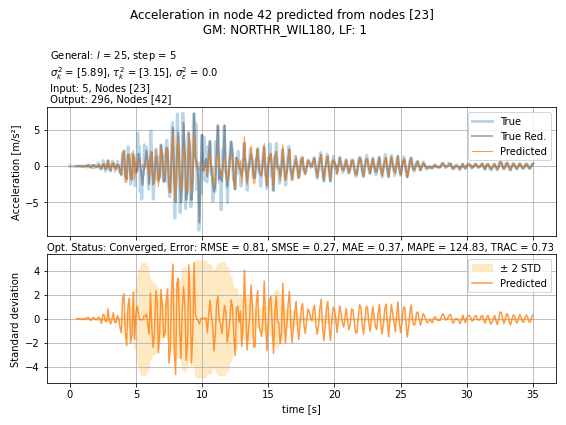 Acceleration in node 42 predicted from nodes [23]
GM: NORTHR_WIL180, LF: 1
General: l = 25, step = 5
σ²ₖ = [5.89], τ²ₖ = [3.15], σ²ᵣ = 0.0
Input: 5, Nodes [23]
Output: 296, Nodes [42]
Acceleration [m/s²]
5
0
−5
True
True Red.
Predicted
Opt. Status: Converged, Error: RMSE = 0.81, SMSE = 0.27, MAE = 0.37, MAPE = 124.83, TRAC = 0.73
Standard deviation
4
2
0
−2
−4
± 2 STD
Predicted
0 5 10 15 20 25 30 35
time [s]